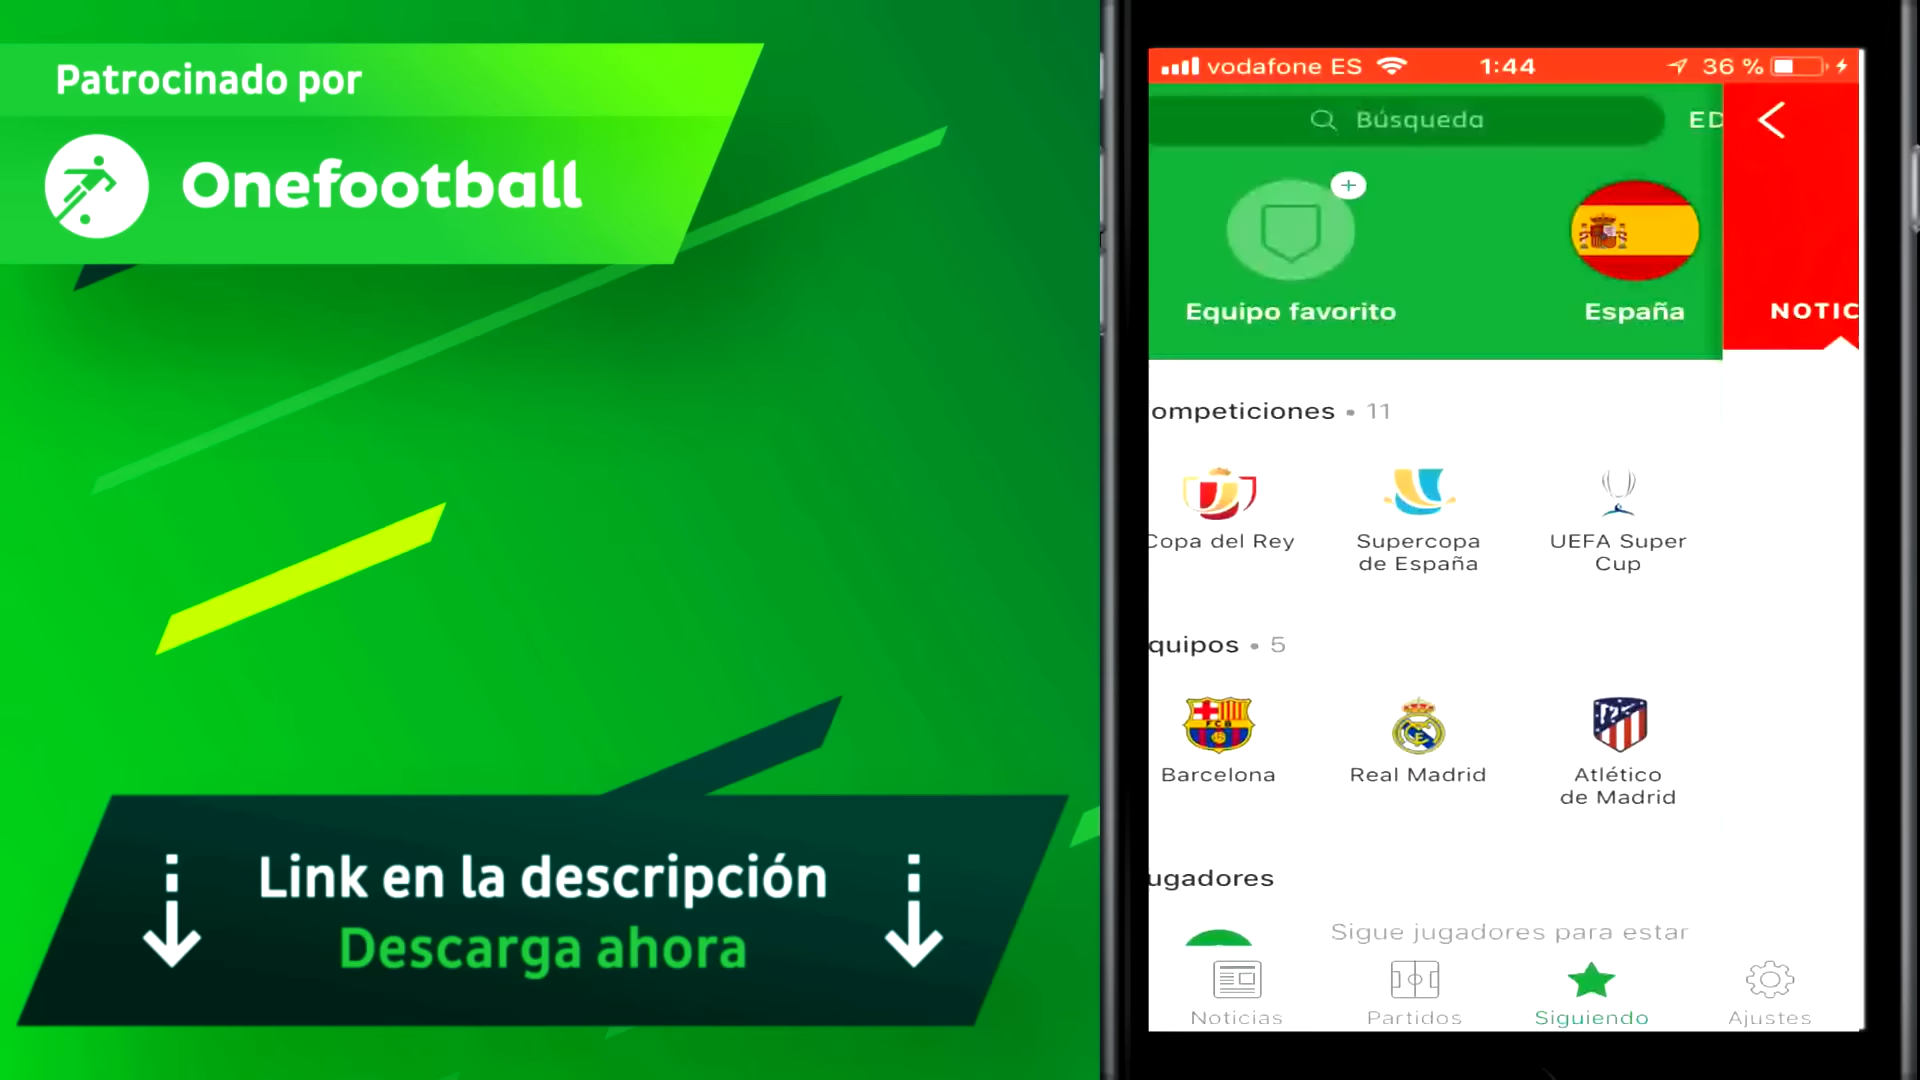 Patrocinado por
Onefootball
Link en la descripción
Descarga ahora
vodafone ES
1:44
36 %
Búsqueda
ED
Equipo favorito
España
NOTIC
ompeticiones • 11
Copa del Rey
Supercopa
de España
UEFA Super
Cup
quipos • 5
FCB
Barcelona
Real Madrid
Atlético
de Madrid
ugadores
Sigue jugadores para estar
Noticias
Partidos
Siguiendo
Ajustes